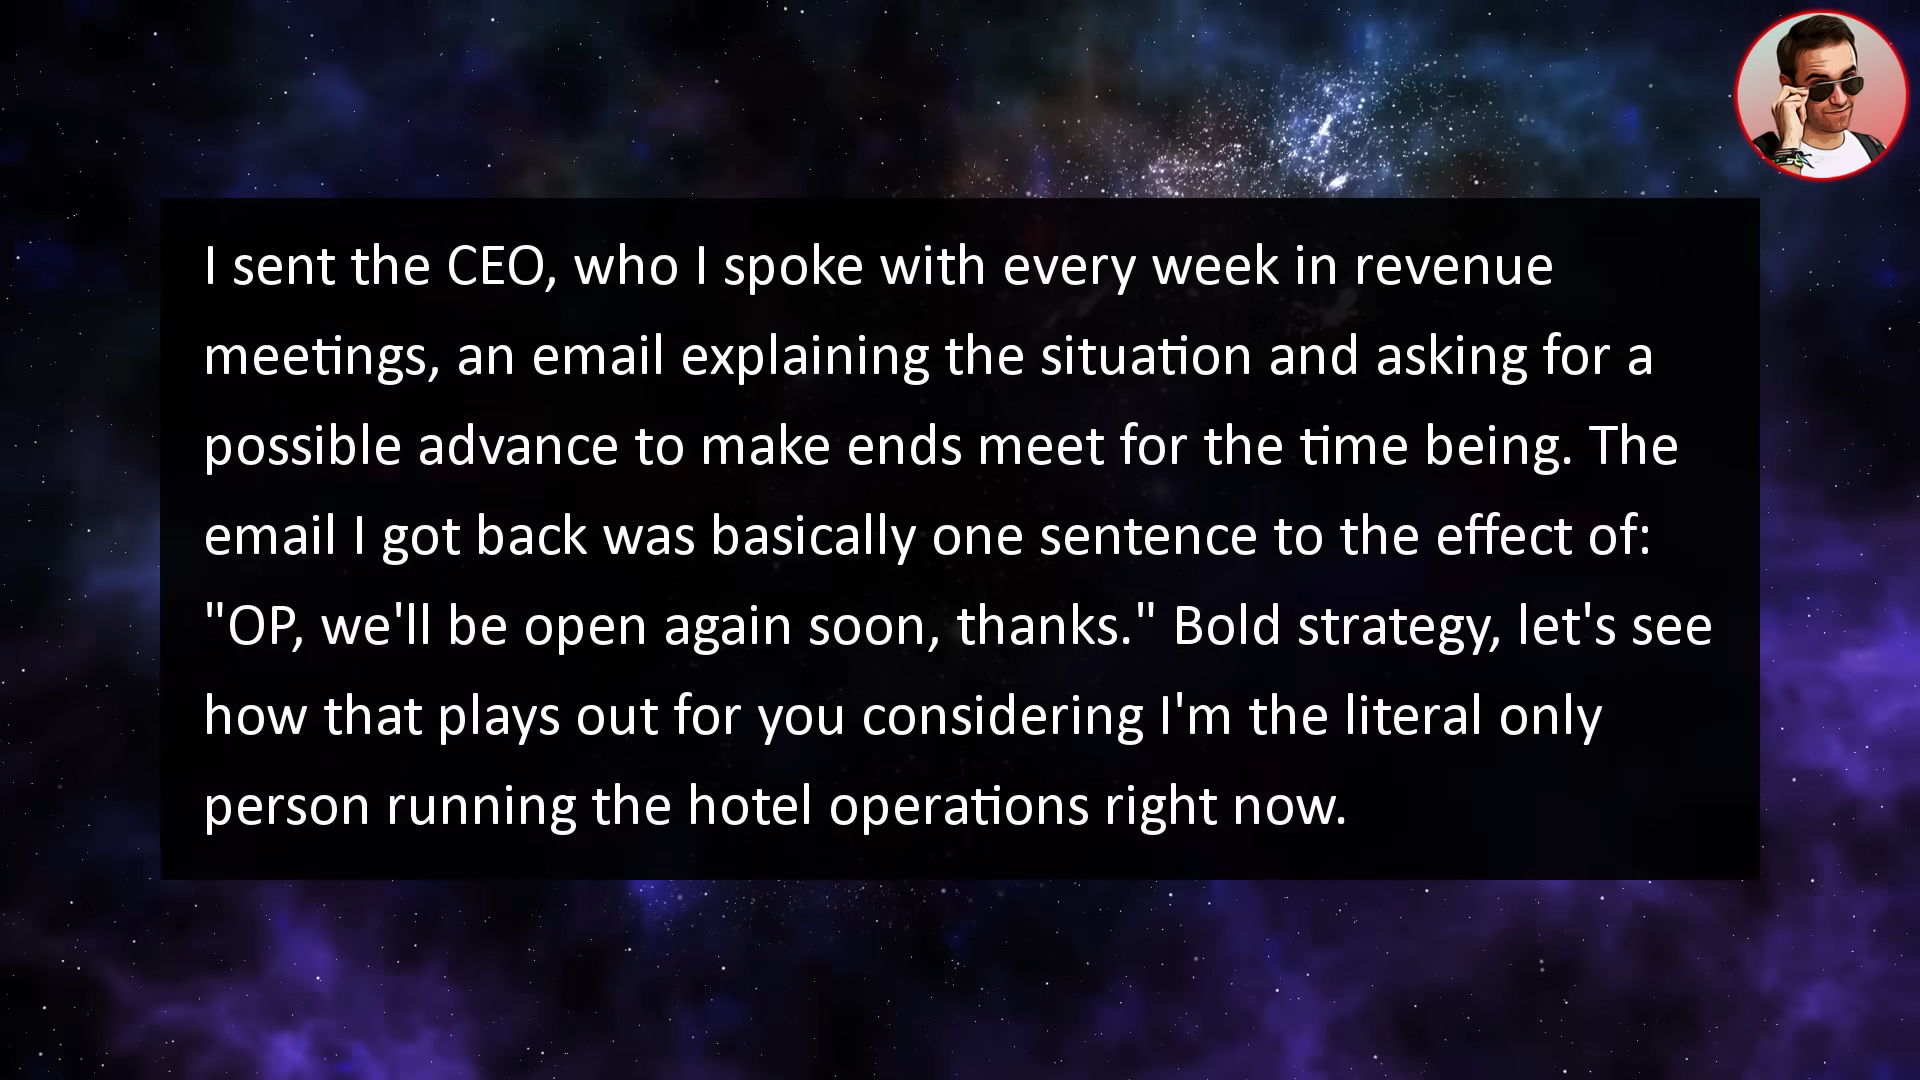 I sent the CEO, who I spoke with every week in revenue
meetings, an email explaining the situation and asking for a
possible advance to make ends meet for the time being. The
email I got back was basically one sentence to the effect of:
"OP, we'll be open again soon, thanks." Bold strategy, let's see
how that plays out for you considering I'm the literal only
person running the hotel operations right now.